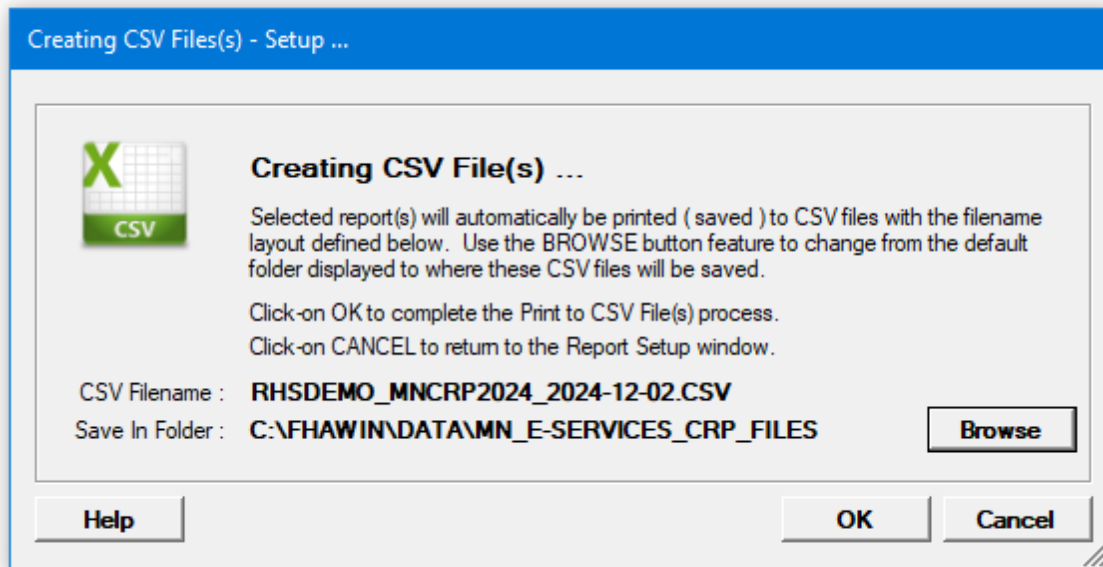 Creating CSV Files(s) - Setup ...
X
CSV
Creating CSV File(s) ...
Selected report(s) will automatically be printed ( saved ) to CSV files with the filename
layout defined below.  Use the BROWSE button feature to change from the default
folder displayed to where these CSV files will be saved.
Click-on OK to complete the Print to CSV File(s) process.
Click-on CANCEL to return to the Report Setup window.
CSV Filename : RHSDEMO_MNCRP2024_2024-12-02.CSV
Save In Folder : C:\FHAWIN\DATA\MN_E-SERVICES_CRP_FILES
Browse
Help OK Cancel